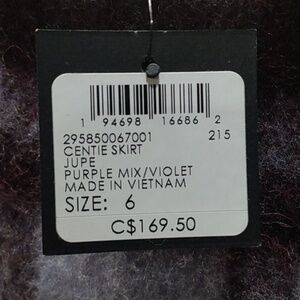 1 94698 16686 2
295850067001 215
CENTIE SKIRT
JUPE
PURPLE MIX/VIOLET
MADE IN VIETNAM
SIZE: 6
C$169.50